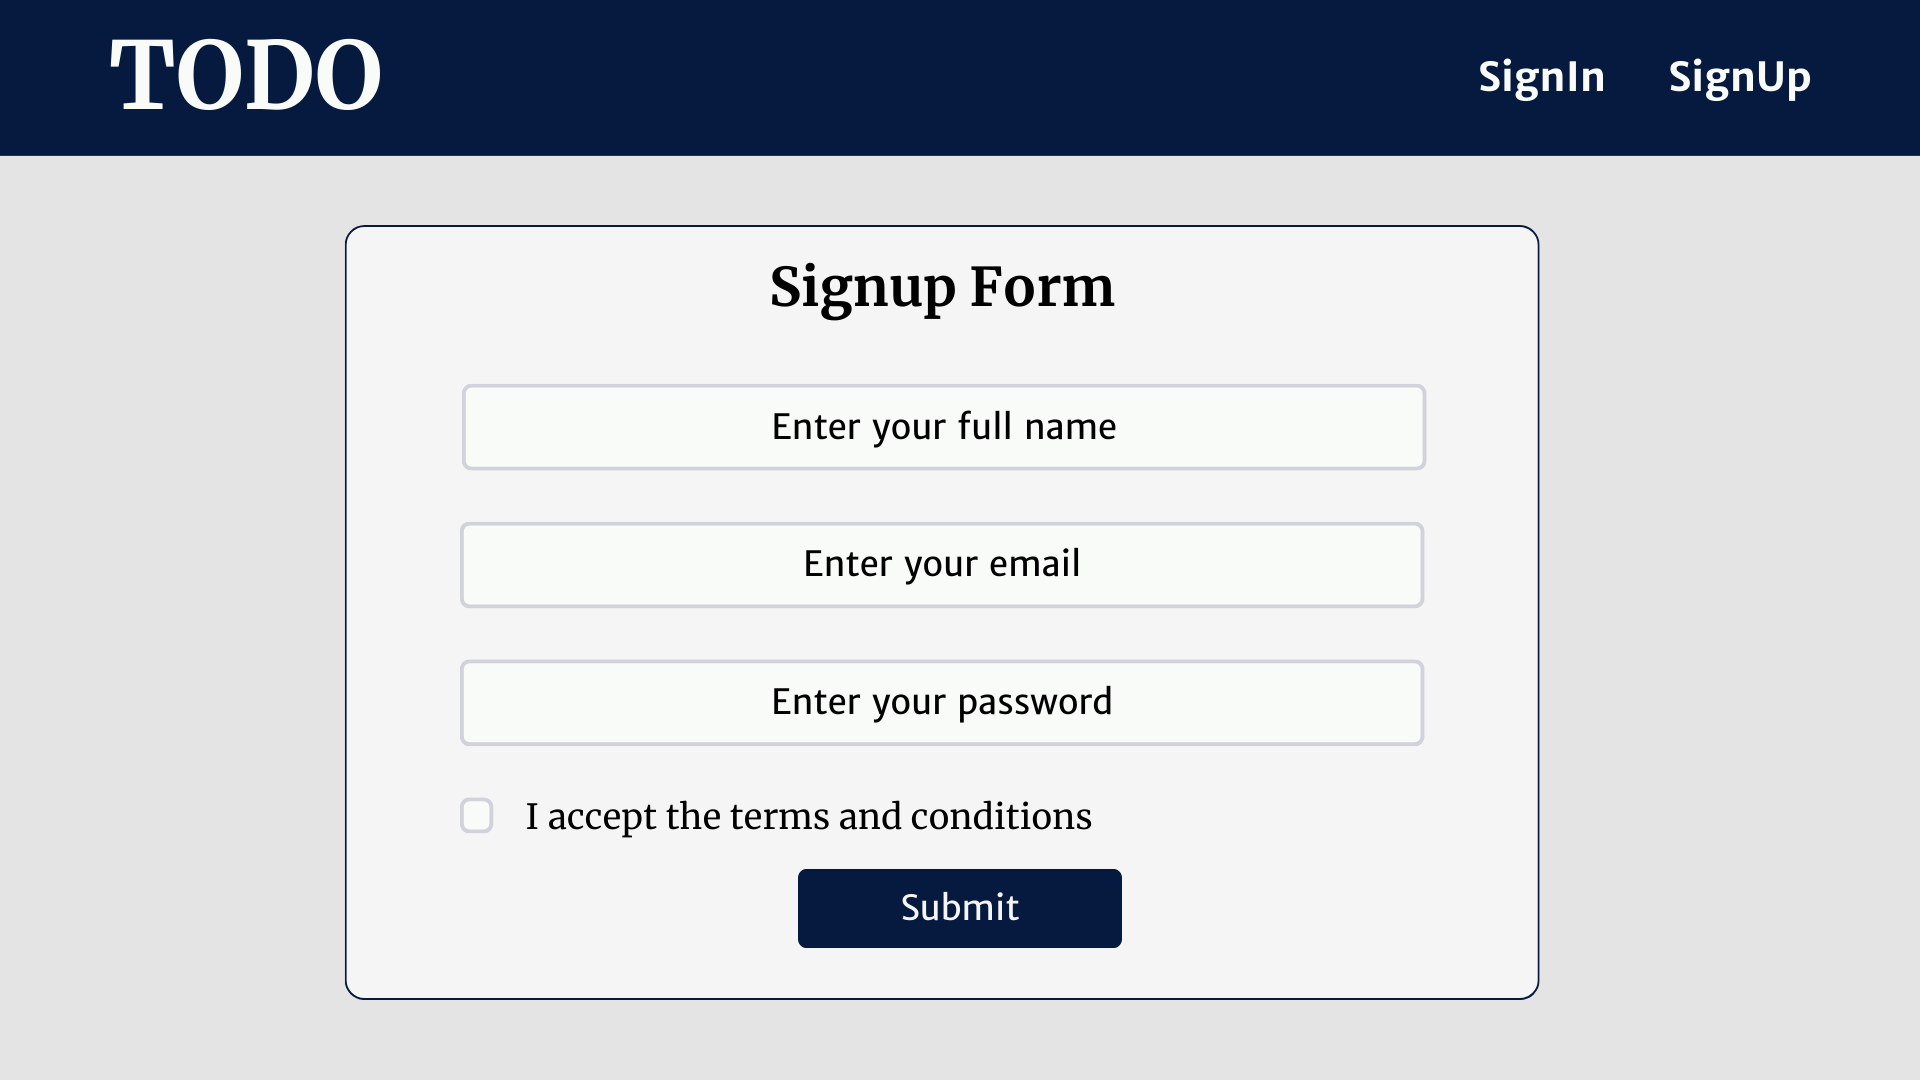 TODO
SignIn
SignUp
Signup Form
Enter your full name
Enter your email
Enter your password
I accept the terms and conditions
Submit